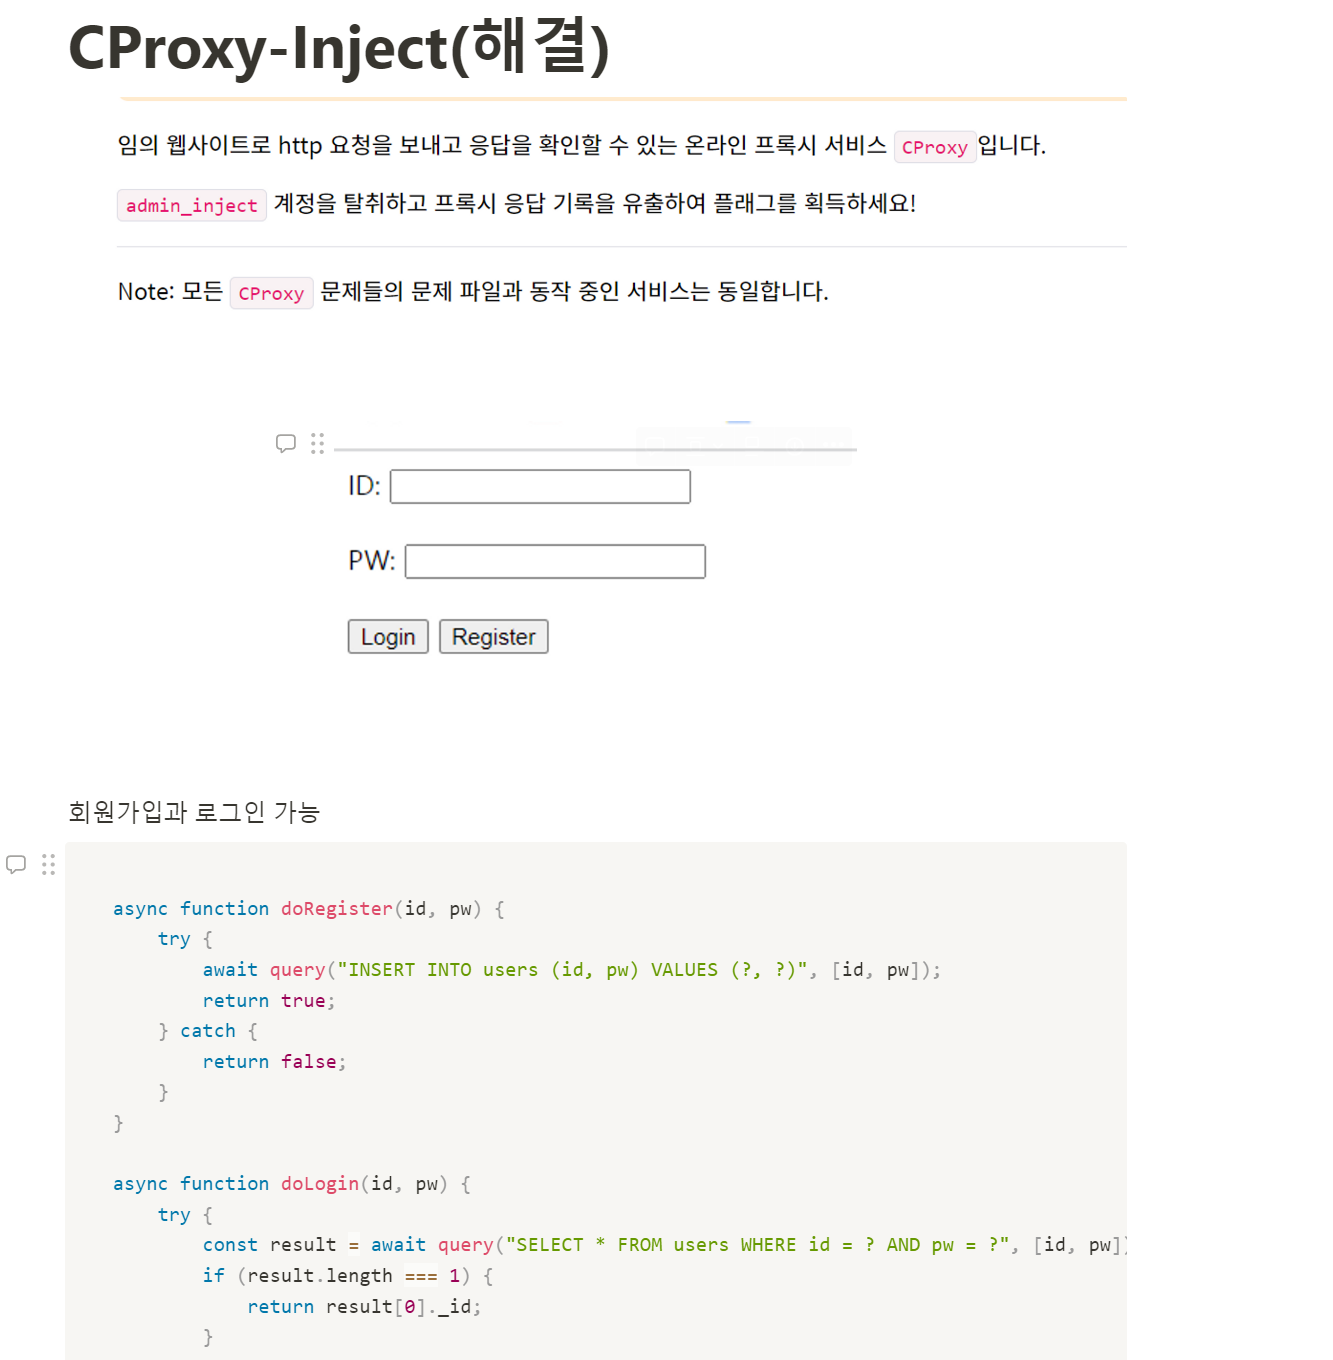 CProxy-Inject(해결)
임의 웹사이트로 http 요청을 보내고 응답을 확인할 수 있는 온라인 프록시 서비스 CProxy입니다.
admin_inject 계정을 탈취하고 프록시 응답 기록을 유출하여 플래그를 획득하세요!
Note: 모든 CProxy 문제들의 문제 파일과 동작 중인 서비스는 동일합니다.
ID:
PW:
Login Register
회원가입과 로그인 가능
async function doRegister(id, pw) {
    try {
        await query("INSERT INTO users (id, pw) VALUES (?, ?)", [id, pw]);
        return true;
    } catch {
        return false;
    }
}
async function doLogin(id, pw) {
    try {
        const result = await query("SELECT * FROM users WHERE id = ? AND pw = ?", [id, pw])
        if (result.length === 1) {
            return result[0]._id;
        }